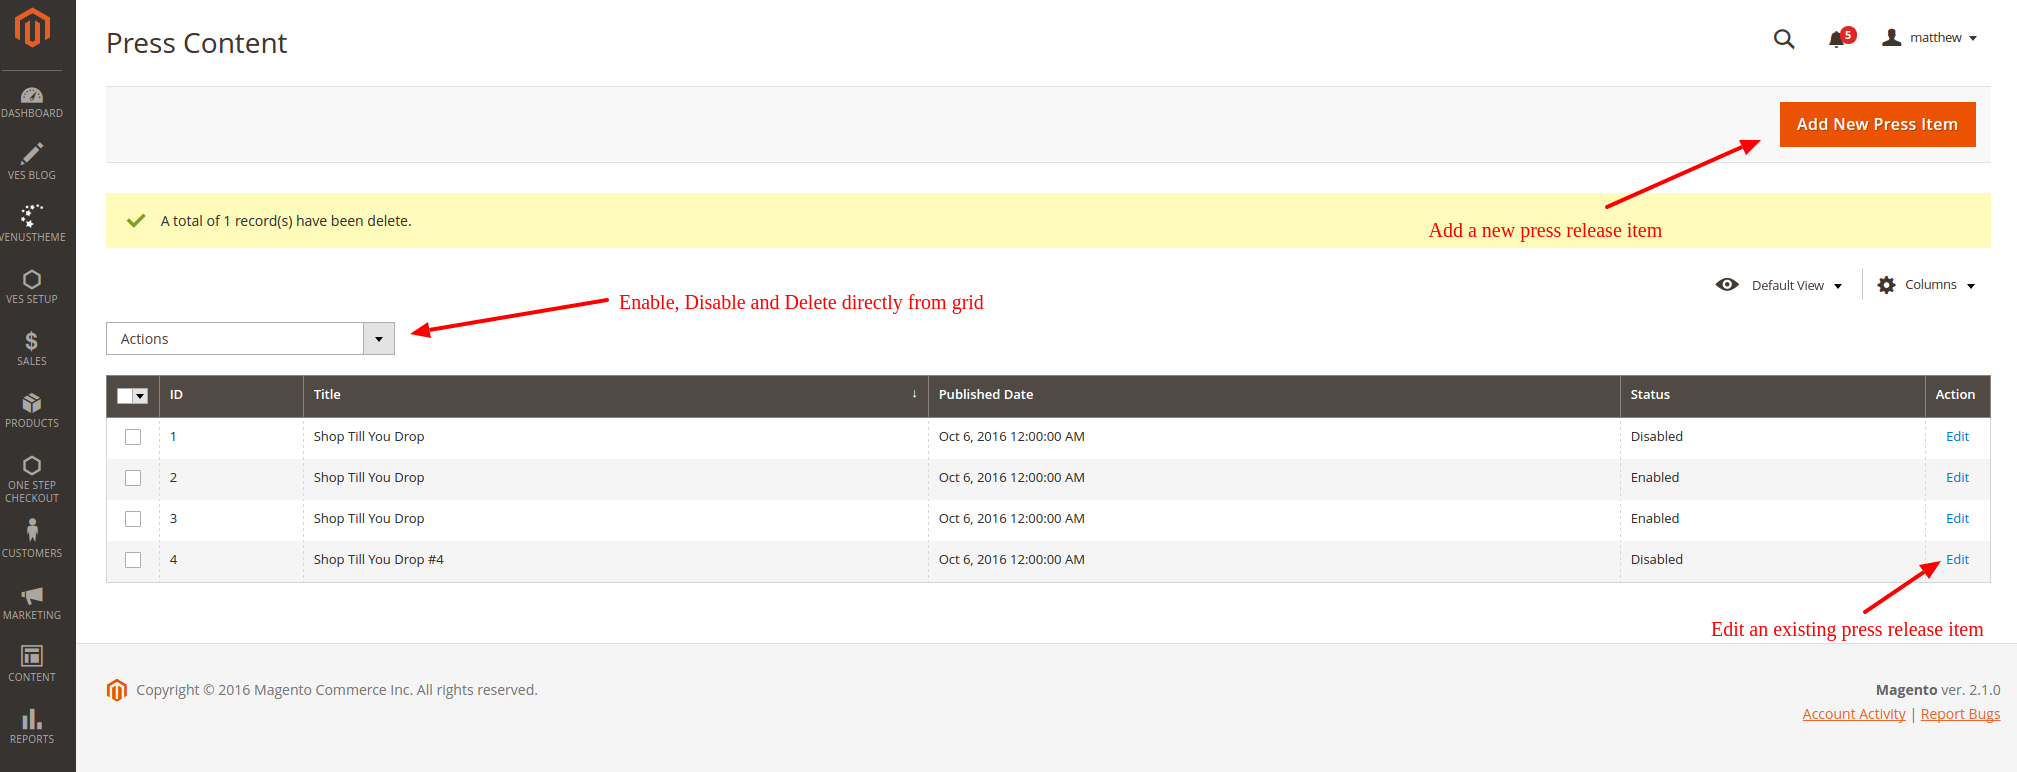 Press Content
5
matthew
DASHBOARD
VES BLOG
VENUSTHEME
VES SETUP
$
SALES
PRODUCTS
ONE STEP
CHECKOUT
CUSTOMERS
MARKETING
CONTENT
REPORTS
Add New Press Item
A total of 1 record(s) have been delete.
Add a new press release item
Default View
Columns
Enable, Disable and Delete directly from grid
Actions
ID Title ↓ Published Date Status Action
1 Shop Till You Drop Oct 6, 2016 12:00:00 AM Disabled Edit
2 Shop Till You Drop Oct 6, 2016 12:00:00 AM Enabled Edit
3 Shop Till You Drop Oct 6, 2016 12:00:00 AM Enabled Edit
4 Shop Till You Drop #4 Oct 6, 2016 12:00:00 AM Disabled Edit
Edit an existing press release item
Copyright © 2016 Magento Commerce Inc. All rights reserved.
Magento ver. 2.1.0
Account Activity | Report Bugs